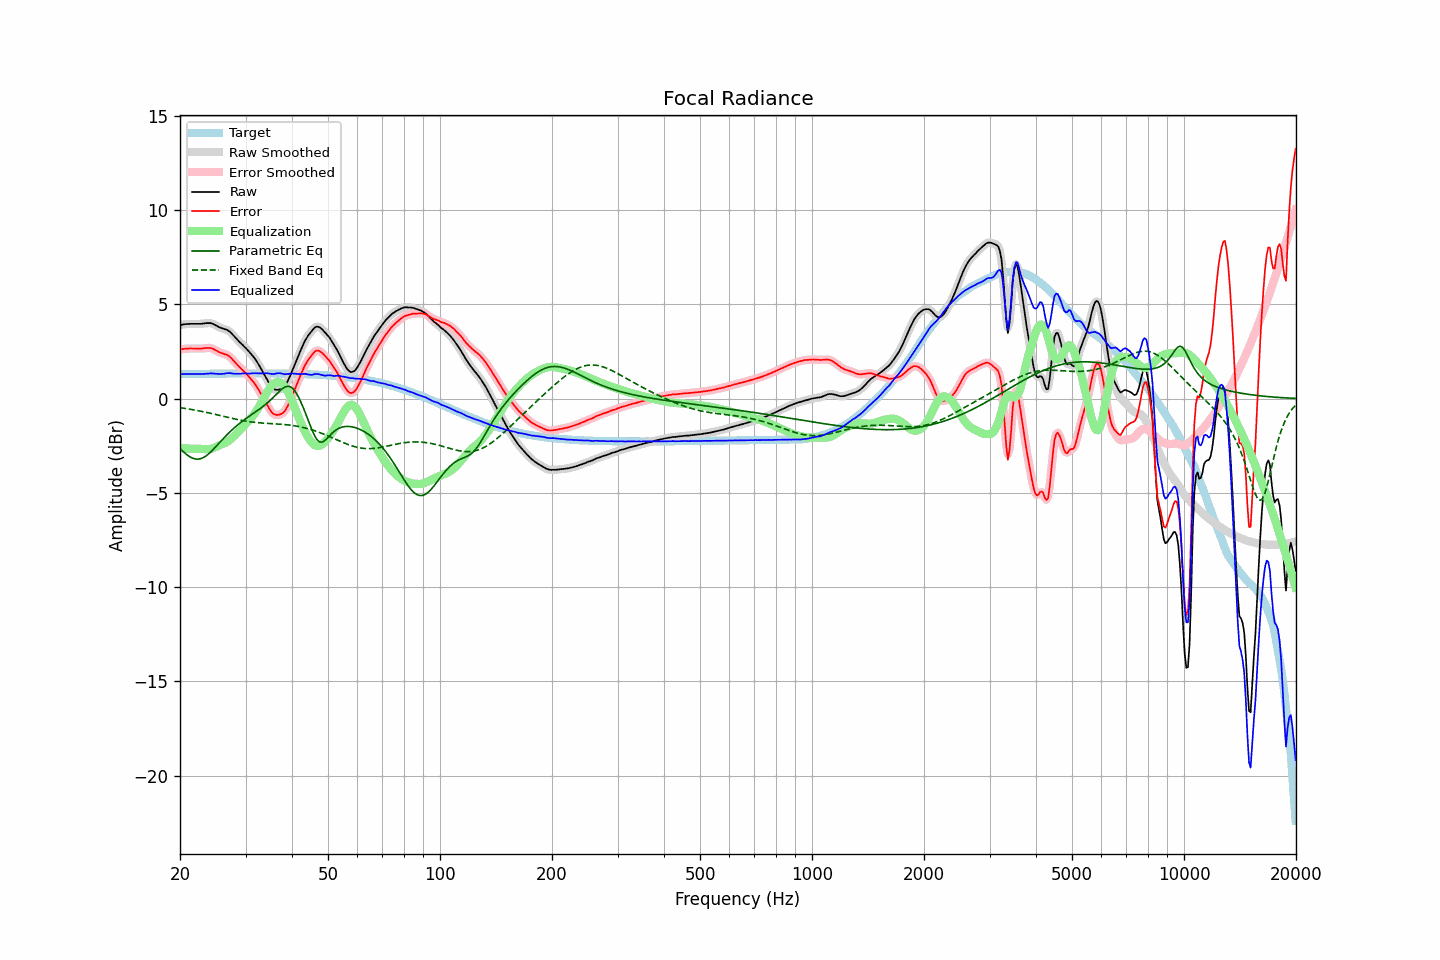 Focal Radiance
Target
Raw Smoothed
Error Smoothed
Raw
Error
Equalization
Parametric Eq
Fixed Band Eq
Equalized
15
10
5
0
−5
−10
−15
−20
Amplitude (dBr)
20 50 100 200 500 1000 2000 5000 10000 20000
Frequency (Hz)